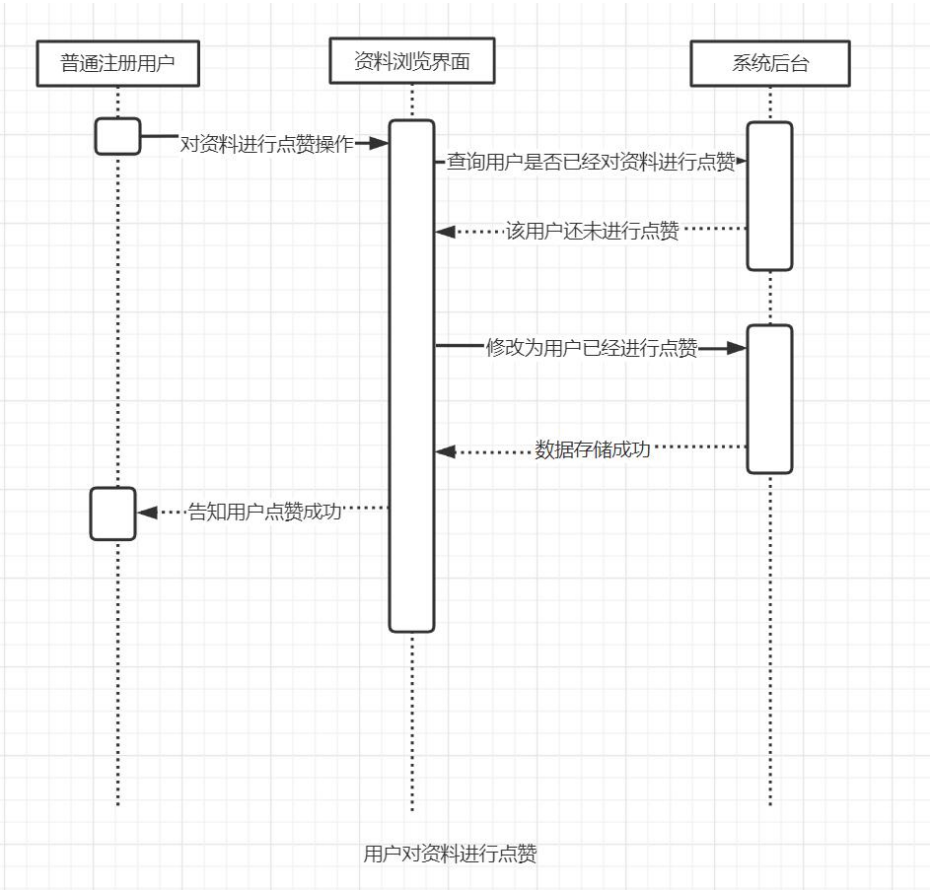 普通注册用户
资料浏览界面
系统后台
对资料进行点赞操作
查询用户是否已经对资料进行点赞
该用户还未进行点赞
修改为用户已经进行点赞
数据存储成功
告知用户点赞成功
用户对资料进行点赞